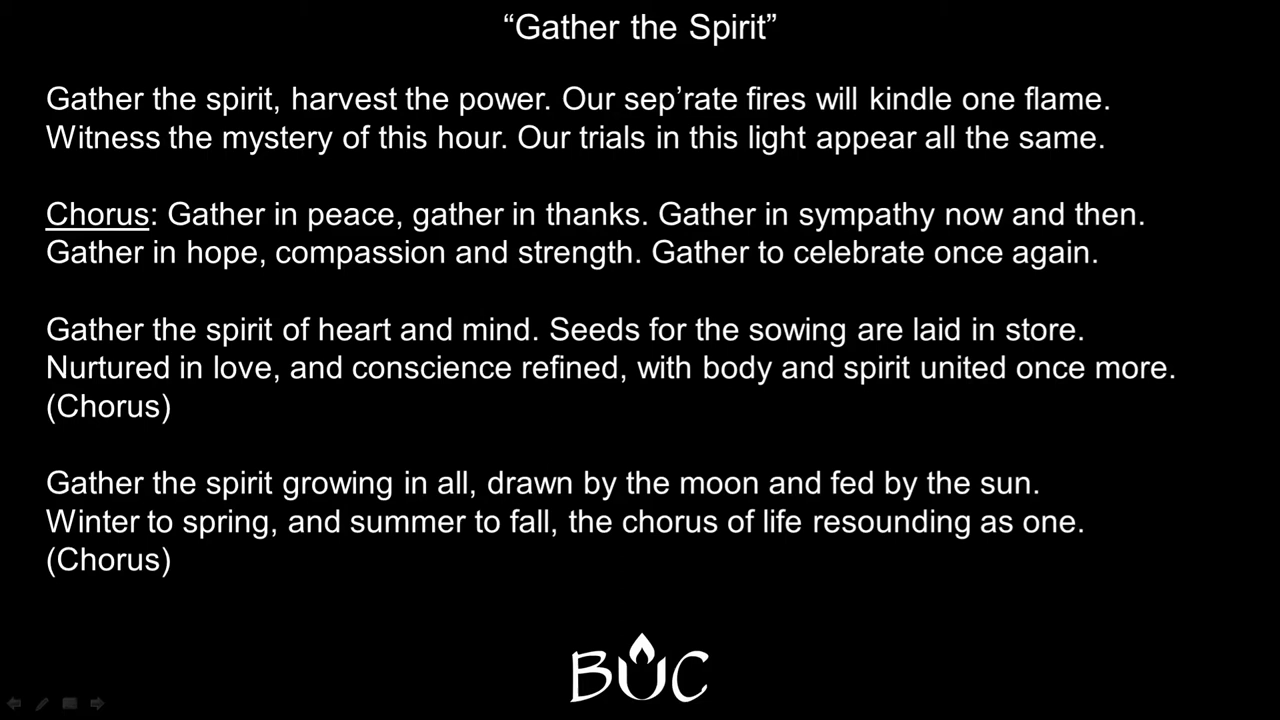 “Gather the Spirit”
Gather the spirit, harvest the power. Our sep’rate fires will kindle one flame.
Witness the mystery of this hour. Our trials in this light appear all the same.
Chorus: Gather in peace, gather in thanks. Gather in sympathy now and then.
Gather in hope, compassion and strength. Gather to celebrate once again.
Gather the spirit of heart and mind. Seeds for the sowing are laid in store.
Nurtured in love, and conscience refined, with body and spirit united once more.
(Chorus)
Gather the spirit growing in all, drawn by the moon and fed by the sun.
Winter to spring, and summer to fall, the chorus of life resounding as one.
(Chorus)
BUC